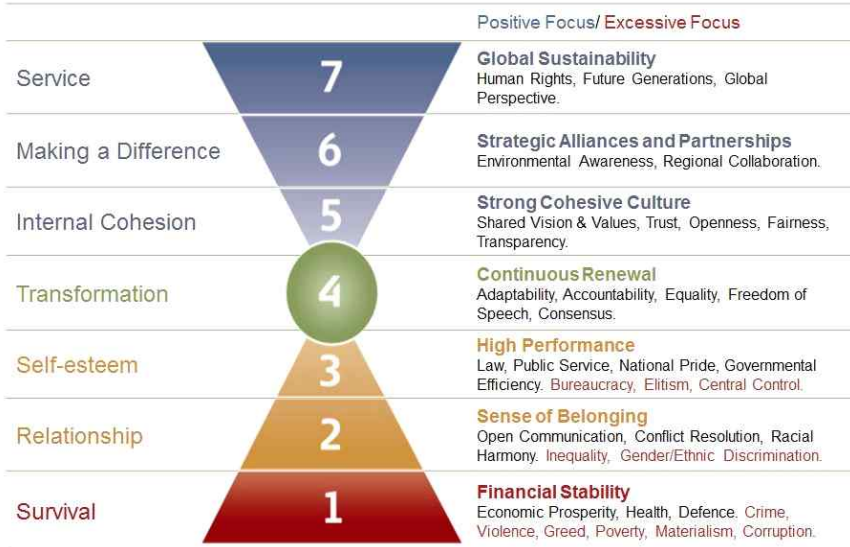 Positive Focus/ Excessive Focus
Service
7
Global Sustainability
Human Rights, Future Generations, Global
Perspective.
Making a Difference
6
Strategic Alliances and Partnerships
Environmental Awareness, Regional Collaboration.
Internal Cohesion
5
Strong Cohesive Culture
Shared Vision & Values, Trust, Openness, Fairness,
Transparency.
Transformation
4
Continuous Renewal
Adaptability, Accountability, Equality, Freedom of
Speech, Consensus.
Self-esteem
3
High Performance
Law, Public Service, National Pride, Governmental
Efficiency. Bureaucracy, Elitism, Central Control.
Relationship
2
Sense of Belonging
Open Communication, Conflict Resolution, Racial
Harmony. Inequality, Gender/Ethnic Discrimination.
Survival
1
Financial Stability
Economic Prosperity, Health, Defence. Crime,
Violence, Greed, Poverty, Materialism, Corruption.